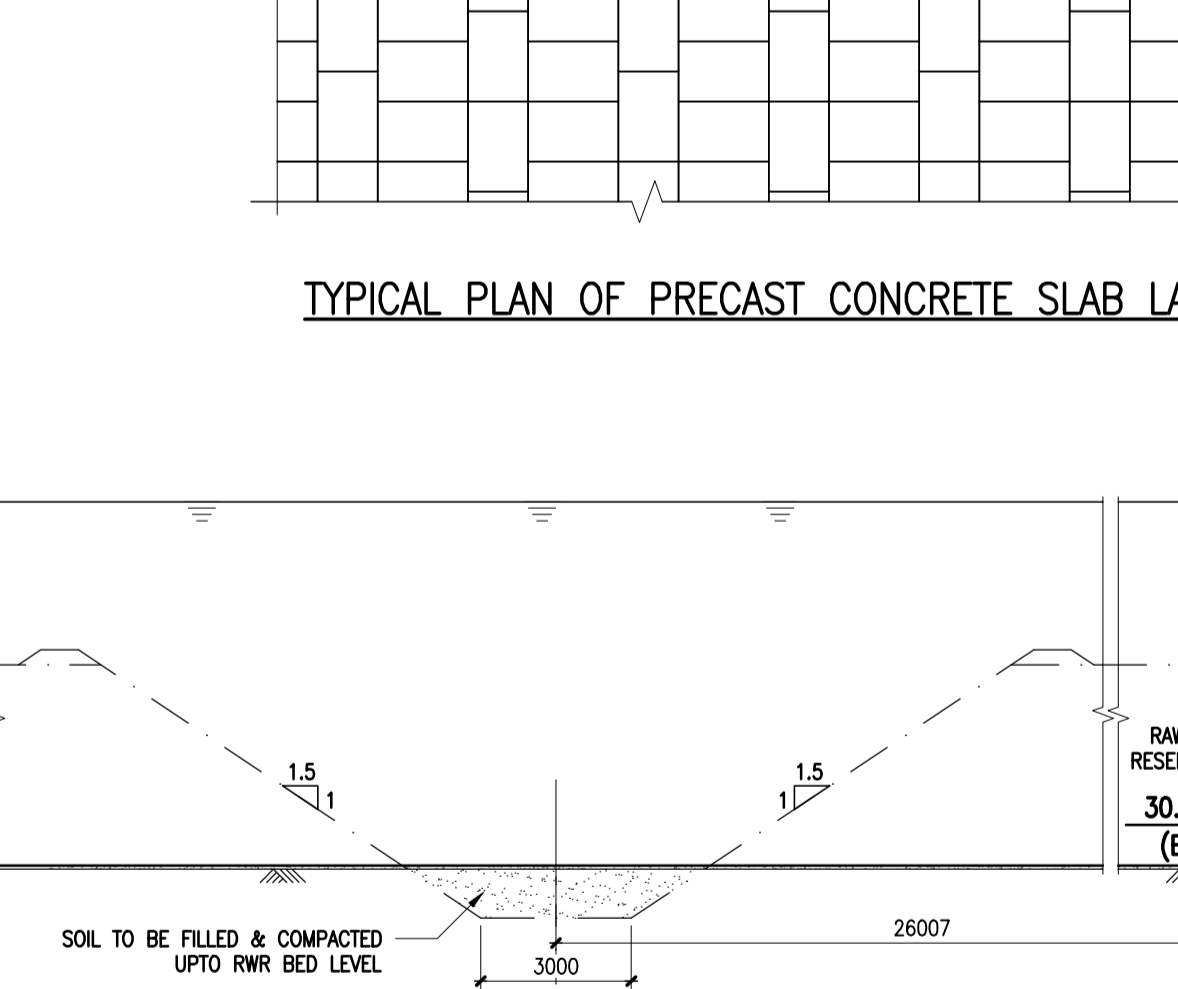 TYPICAL PLAN OF PRECAST CONCRETE SLAB
1.5
1
1.5
1
30.
SOIL TO BE FILLED & COMPACTED
UPTO RWR BED LEVEL
3000
26007